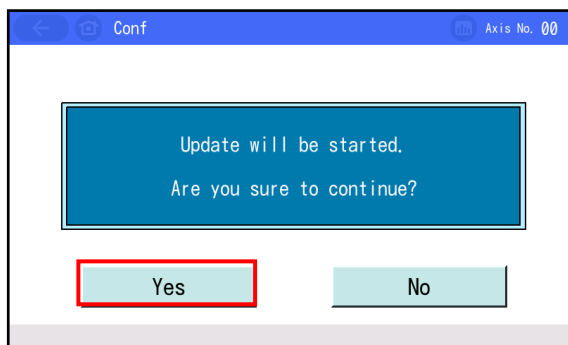 Conf
Axis No. 00
Update will be started.
Are you sure to continue?
Yes
No